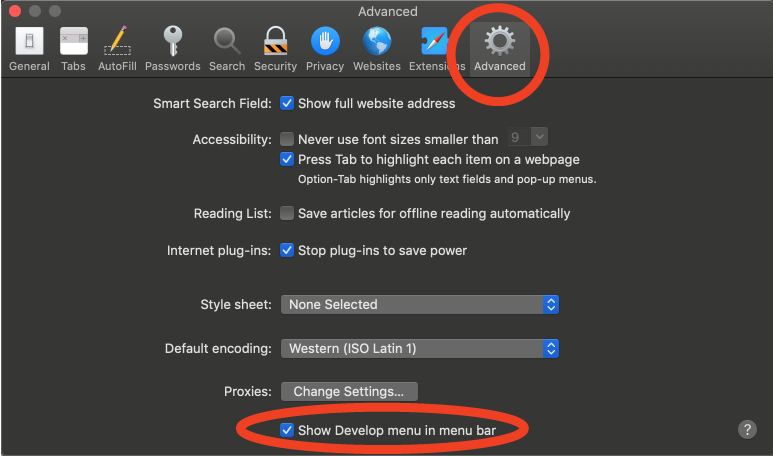 Advanced
General Tabs AutoFill Passwords Search Security Privacy Websites Extensions Advanced
Smart Search Field: Show full website address
Accessibility: Never use font sizes smaller than 9
Press Tab to highlight each item on a webpage
Option-Tab highlights only text fields and pop-up menus.
Reading List: Save articles for offline reading automatically
Internet plug-ins: Stop plug-ins to save power
Style sheet: None Selected
Default encoding: Western (ISO Latin 1)
Proxies: Change Settings...
Show Develop menu in menu bar ?